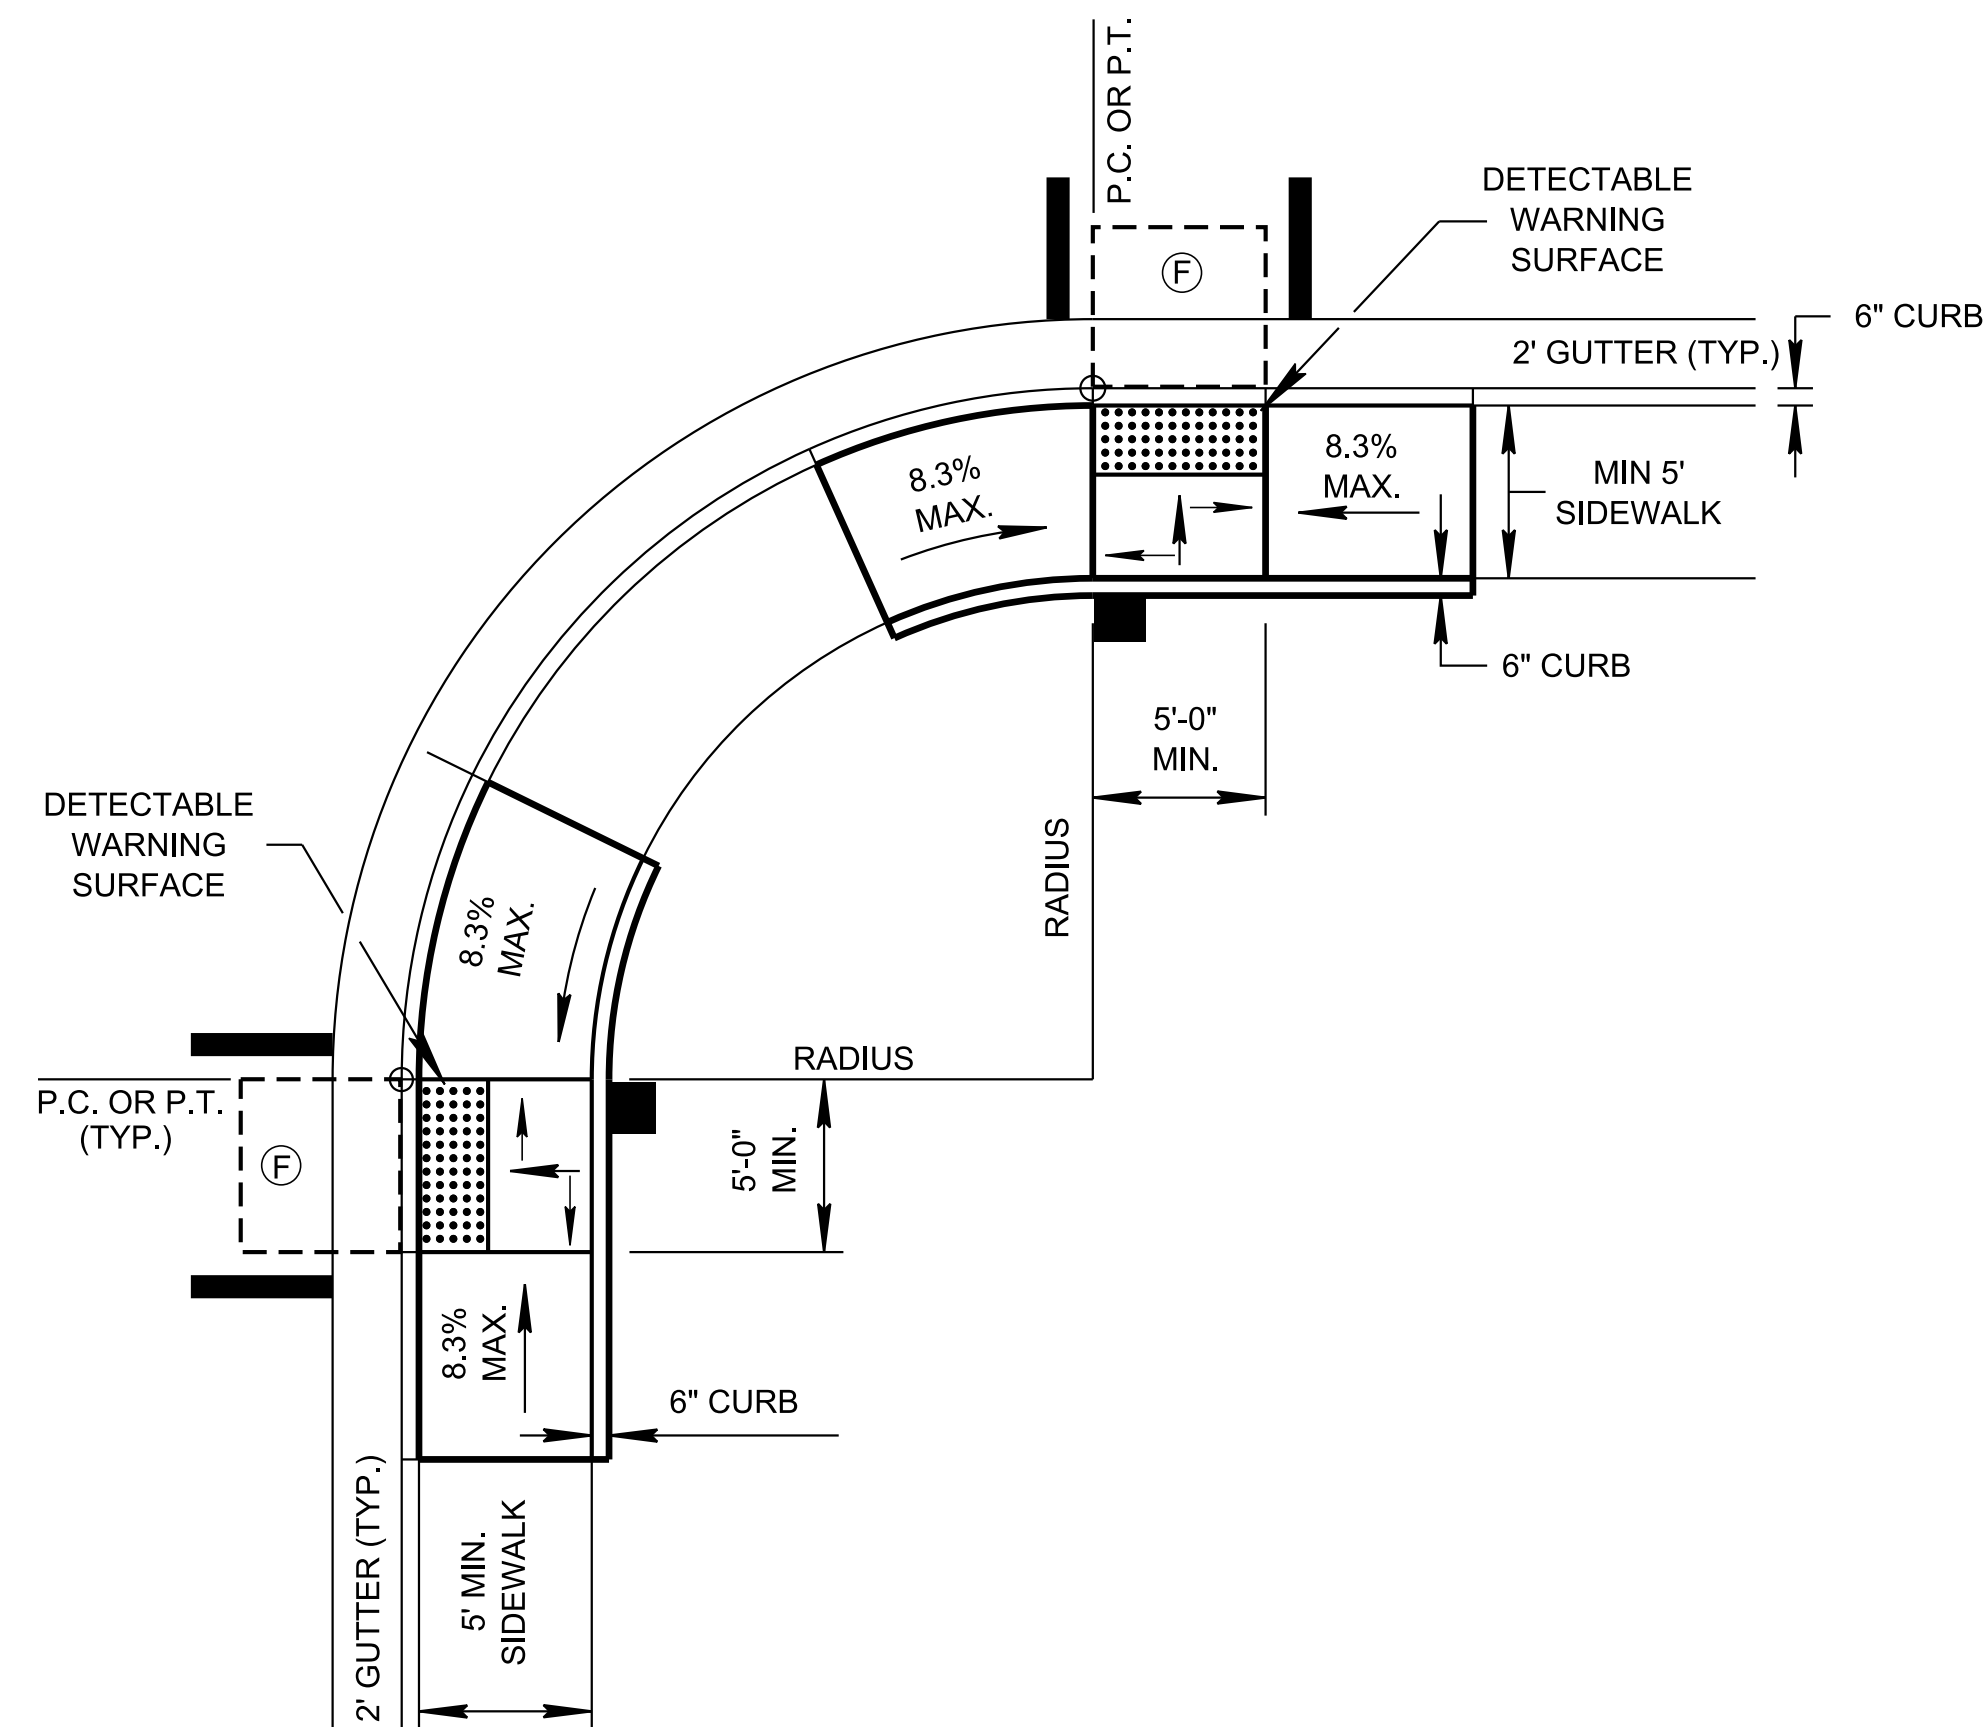 P.C. OR P.T.
DETECTABLE
WARNING
SURFACE
F
6" CURB
2' GUTTER (TYP.)
8.3%
MAX.
8.3%
MAX.
MIN 5'
SIDEWALK
6" CURB
5'-0"
MIN.
RADIUS
DETECTABLE
WARNING
SURFACE
8.3%
MAX.
RADIUS
P.C. OR P.T.
(TYP.)
F
5'-0"
MIN.
8.3%
MAX.
6" CURB
2' GUTTER (TYP.)
5' MIN.
SIDEWALK